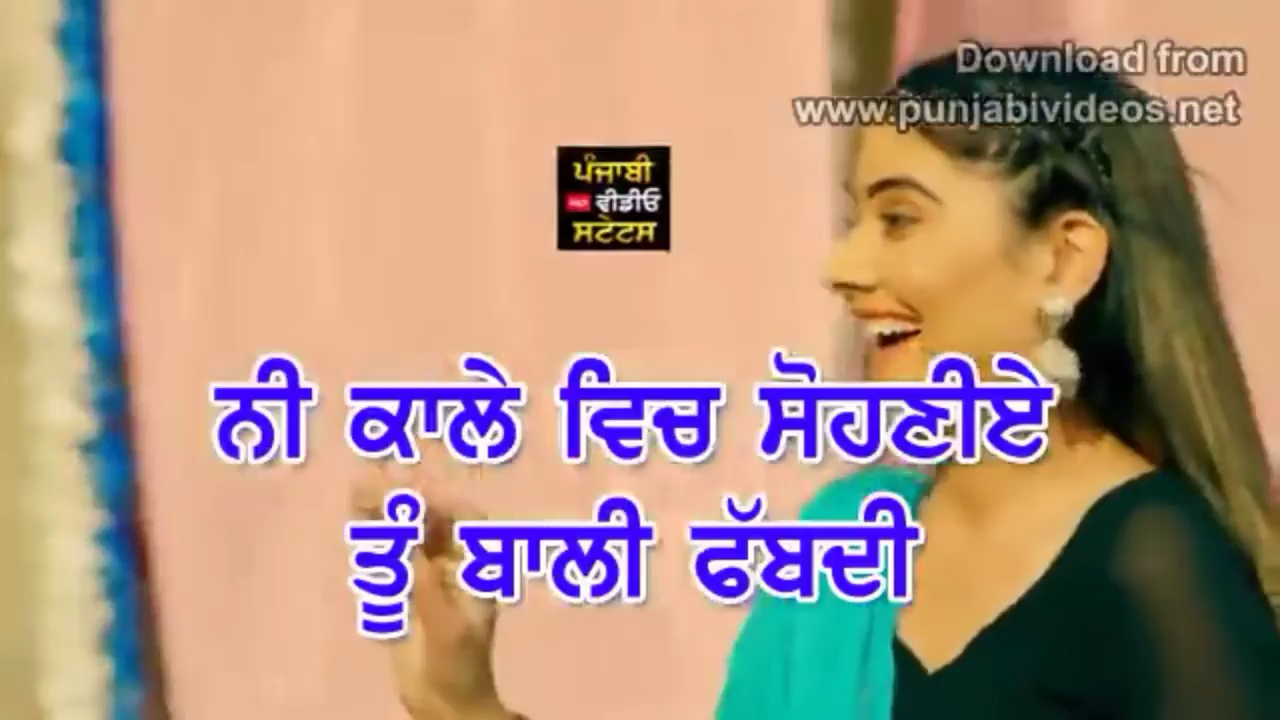 Download from
www.punjabivideos.net
ਪੰਜਾਬੀ
ਵੀਡੀਓ
ਸਟੇਟਸ
ਨੀ ਕਾਲੇ ਵਿਚ ਸੋਹਣੀਏ
ਤੂੰ ਬਾਲੀ ਫੱਬਦੀ